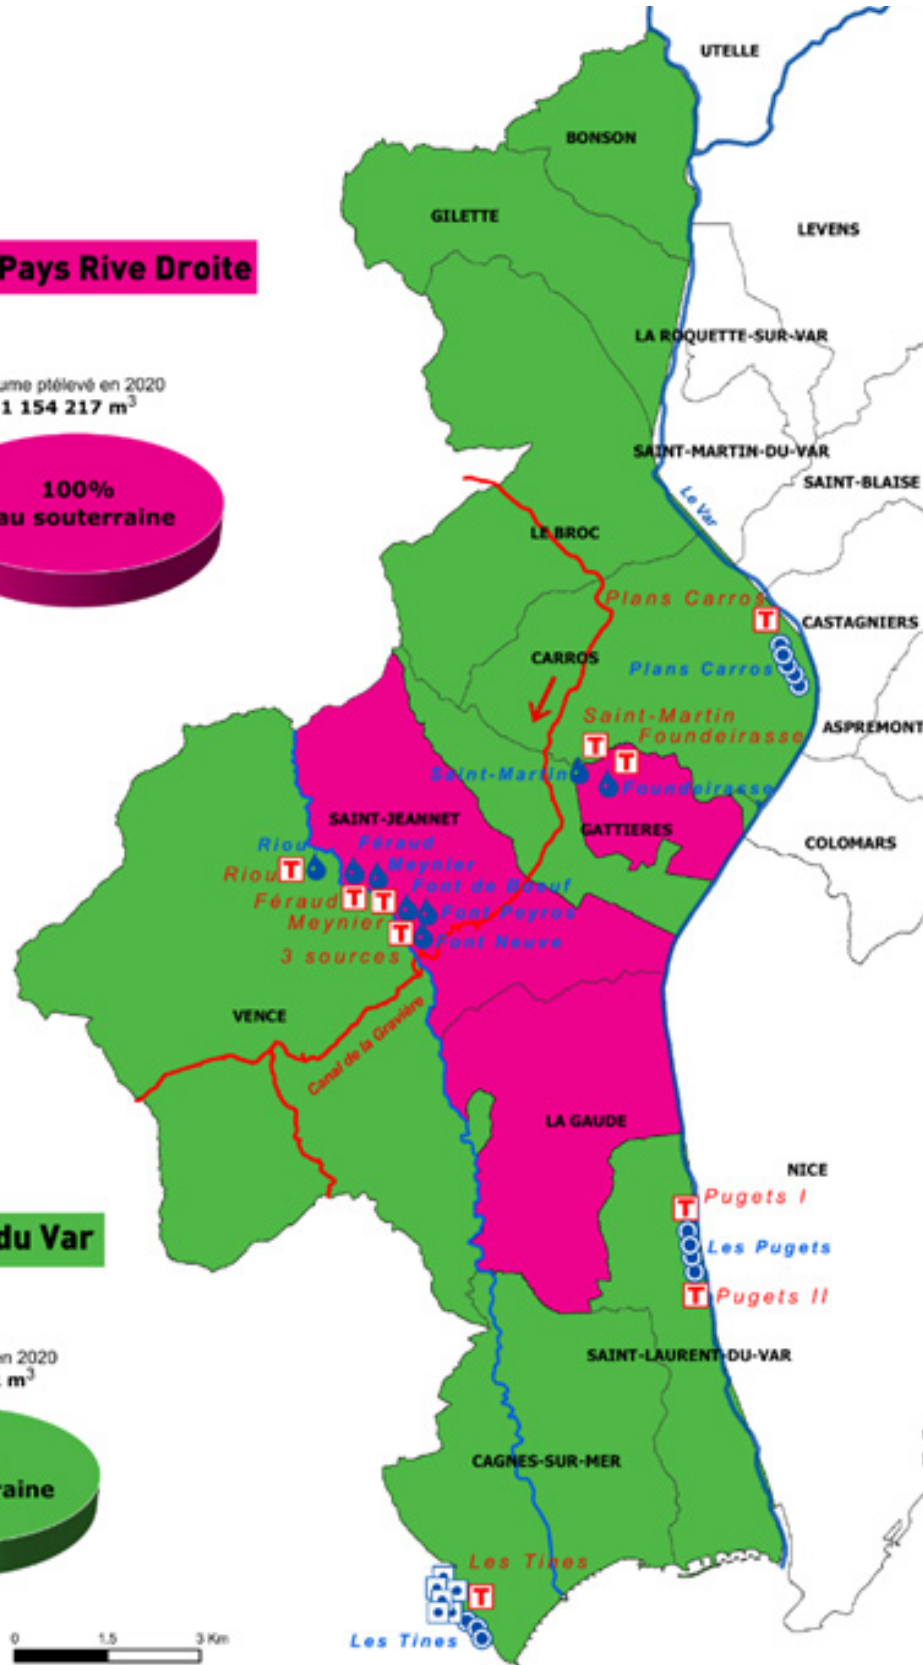 UTELLE
BONSON
GILETTE
LEVENS
Pays Rive Droite
LA ROQUETTE-SUR-VAR
ume ptélevé en 2020
1 154 217 m³
SAINT-MARTIN-DU-VAR
SAINT-BLAISE
100%
au souterraine
Le Var
LE BROC
Plans Carros
T
CASTAGNIERS
CARROS
Plans Carros
Saint-Martin
T
Foundeirasse
T
ASPREMONT
Saint-Martin
Foundeirasse
SAINT-JEANNET
GATTIERES
COLOMARS
Riou
Féraud
Meynier
Riou
T
Font de Boeuf
Féraud
T
T
Font Peyros
Meynier
T
Font Neuve
3 sources
VENCE
Canal de la Gravière
LA GAUDE
NICE
T
Pugets I
Les Pugets
T
Pugets II
du Var
en 2020
m³
raine
SAINT-LAURENT-DU-VAR
CAGNES-SUR-MER
Les Tines
T
Les Tines
0 1,5 3 Km